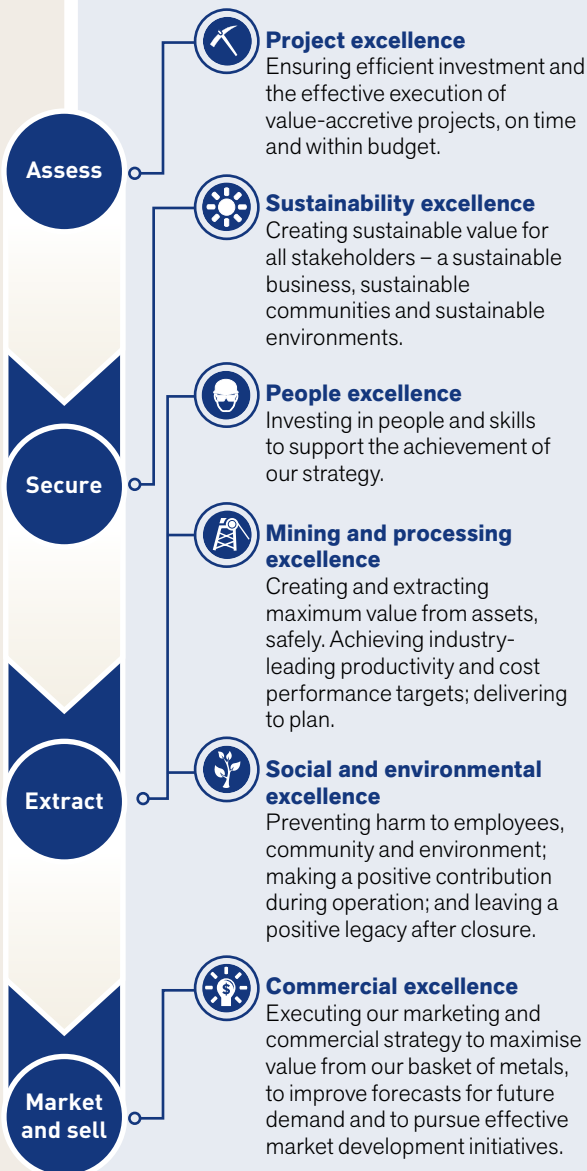 Project excellence
Ensuring efficient investment and
the effective execution of
value-accretive projects, on time
and within budget.
Assess
Sustainability excellence
Creating sustainable value for
all stakeholders – a sustainable
business, sustainable
communities and sustainable
environments.
People excellence
Investing in people and skills
to support the achievement of
our strategy.
Secure
Mining and processing
excellence
Creating and extracting
maximum value from assets,
safely. Achieving industry-
leading productivity and cost
performance targets; delivering
to plan.
Social and environmental
excellence
Preventing harm to employees,
community and environment;
making a positive contribution
during operation; and leaving a
positive legacy after closure.
Extract
Commercial excellence
Executing our marketing and
commercial strategy to maximise
value from our basket of metals,
to improve forecasts for future
demand and to pursue effective
market development initiatives.
Market
and sell
$